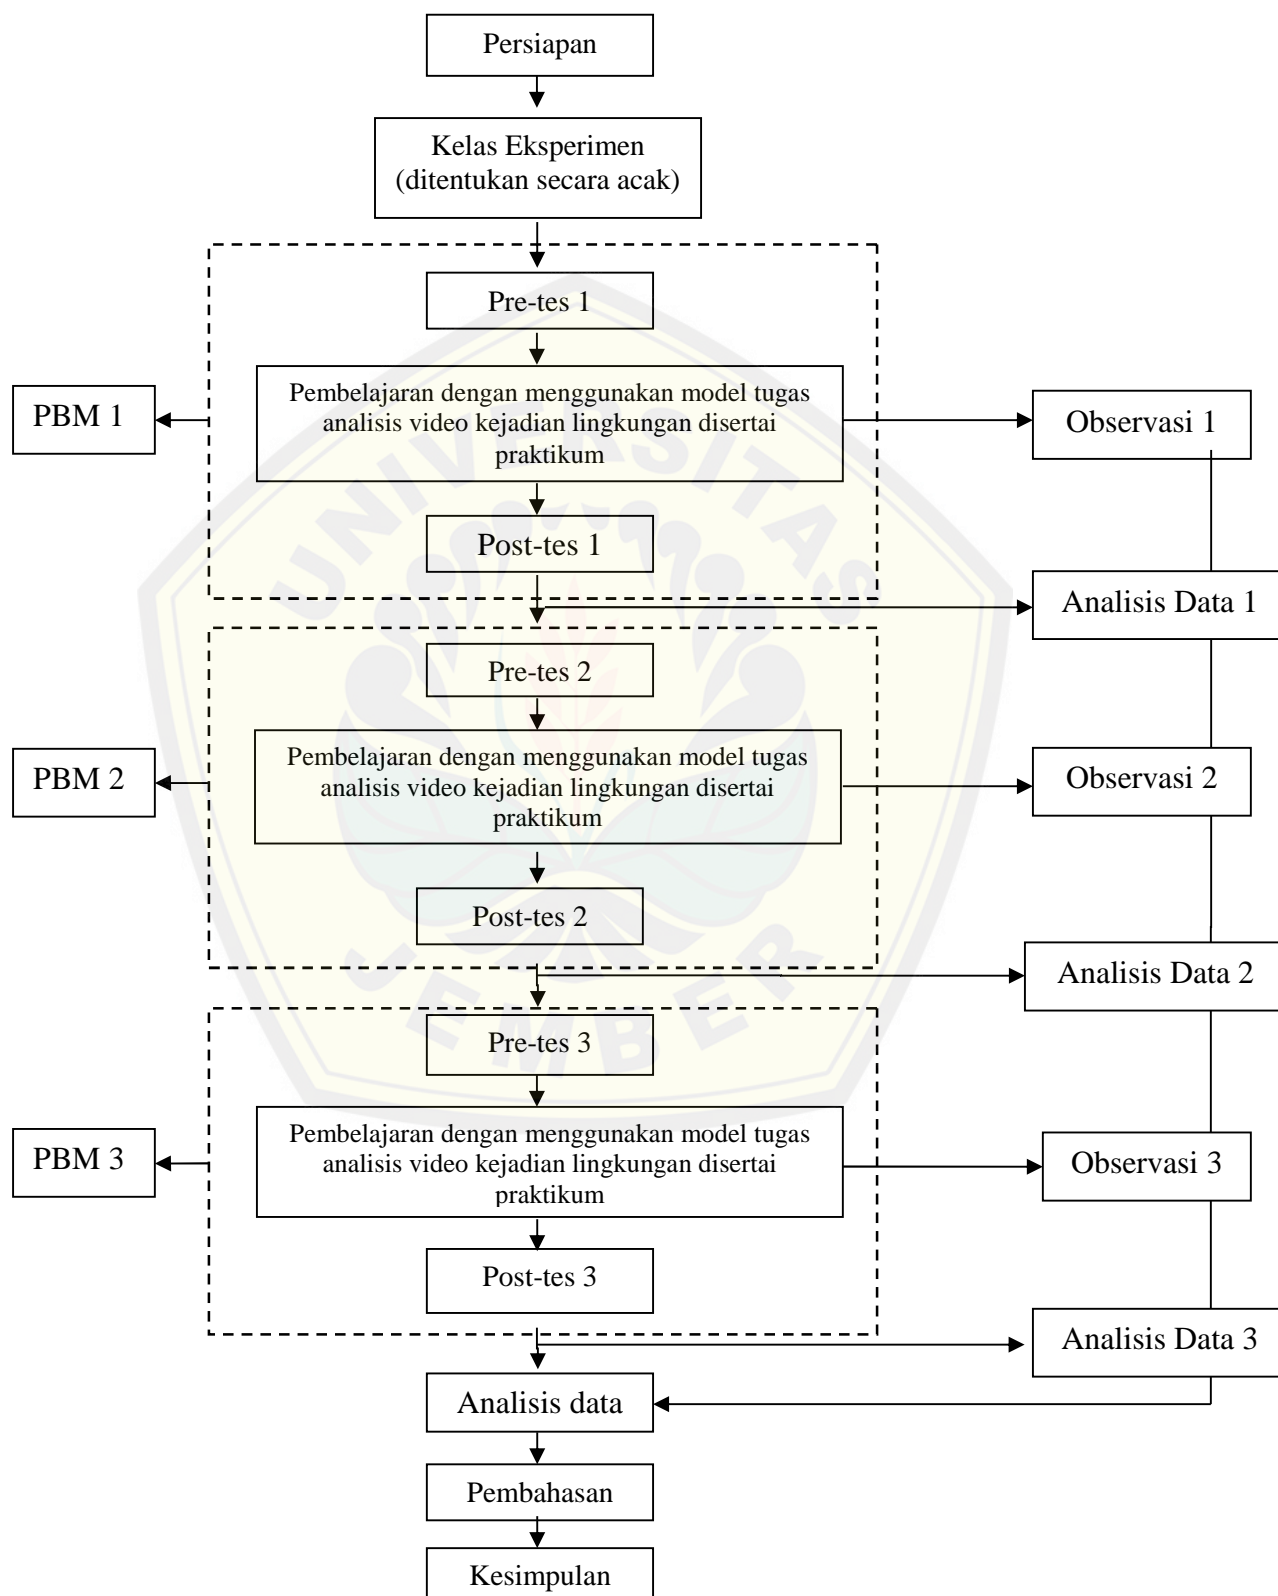 Persiapan
Kelas Eksperimen
(ditentukan secara acak)
Pre-tes 1
PBM 1
Pembelajaran dengan menggunakan model tugas
analisis video kejadian lingkungan disertai
praktikum
Observasi 1
Post-tes 1
Analisis Data 1
Pre-tes 2
PBM 2
Pembelajaran dengan menggunakan model tugas
analisis video kejadian lingkungan disertai
praktikum
Observasi 2
Post-tes 2
Analisis Data 2
Pre-tes 3
PBM 3
Pembelajaran dengan menggunakan model tugas
analisis video kejadian lingkungan disertai
praktikum
Observasi 3
Post-tes 3
Analisis Data 3
Analisis data
Pembahasan
Kesimpulan
UNIVERSITAS
JEMBER